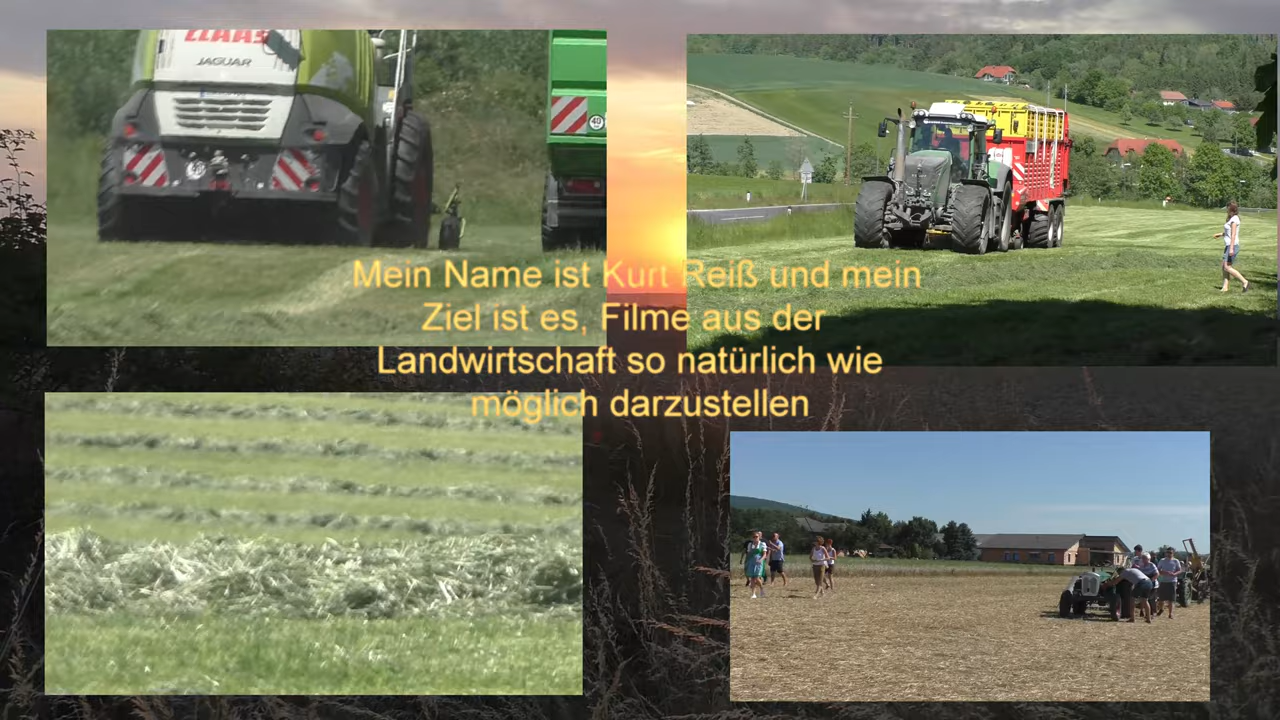 CLAAS
JAGUAR
40
Mein Name ist Kurt Reiß und mein
Ziel ist es, Filme aus der
Landwirtschaft so natürlich wie
möglich darzustellen